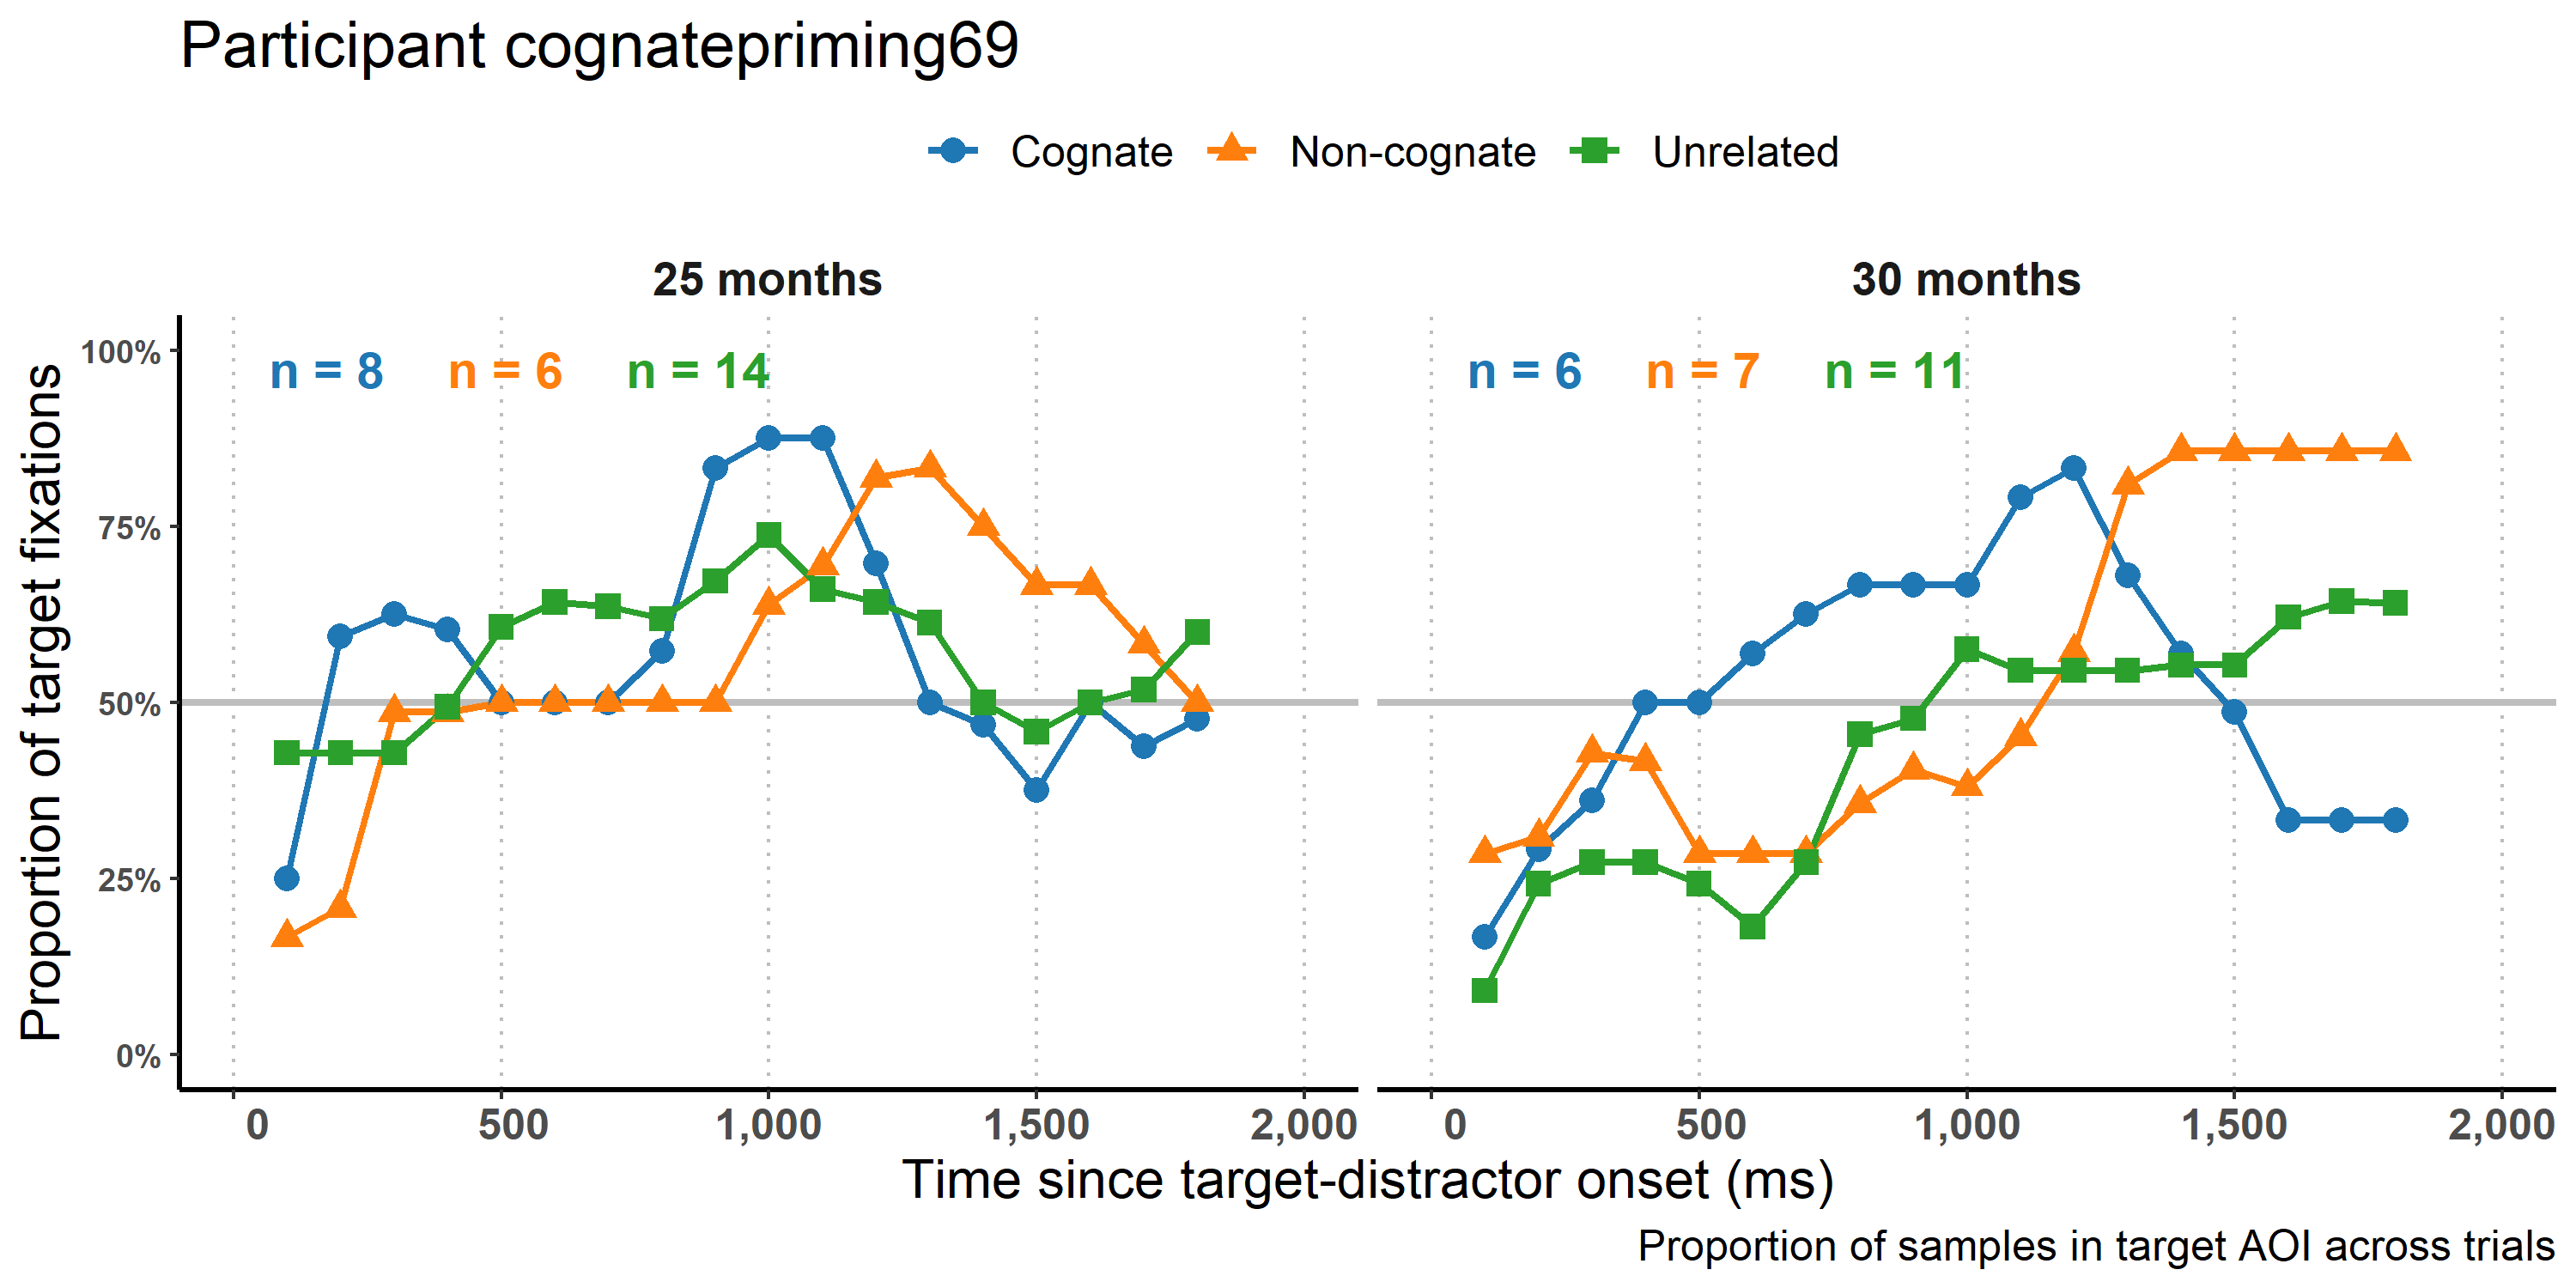 Participant cognatepriming69
Cognate Non-cognate Unrelated
25 months 30 months
n = 8 n = 6 n = 14 n = 6 n = 7 n = 11
Proportion of target fixations
100%
75%
50%
25%
0%
0 500 1,000 1,500 2,000 0 500 1,000 1,500 2,000
Time since target-distractor onset (ms)
Proportion of samples in target AOI across trials